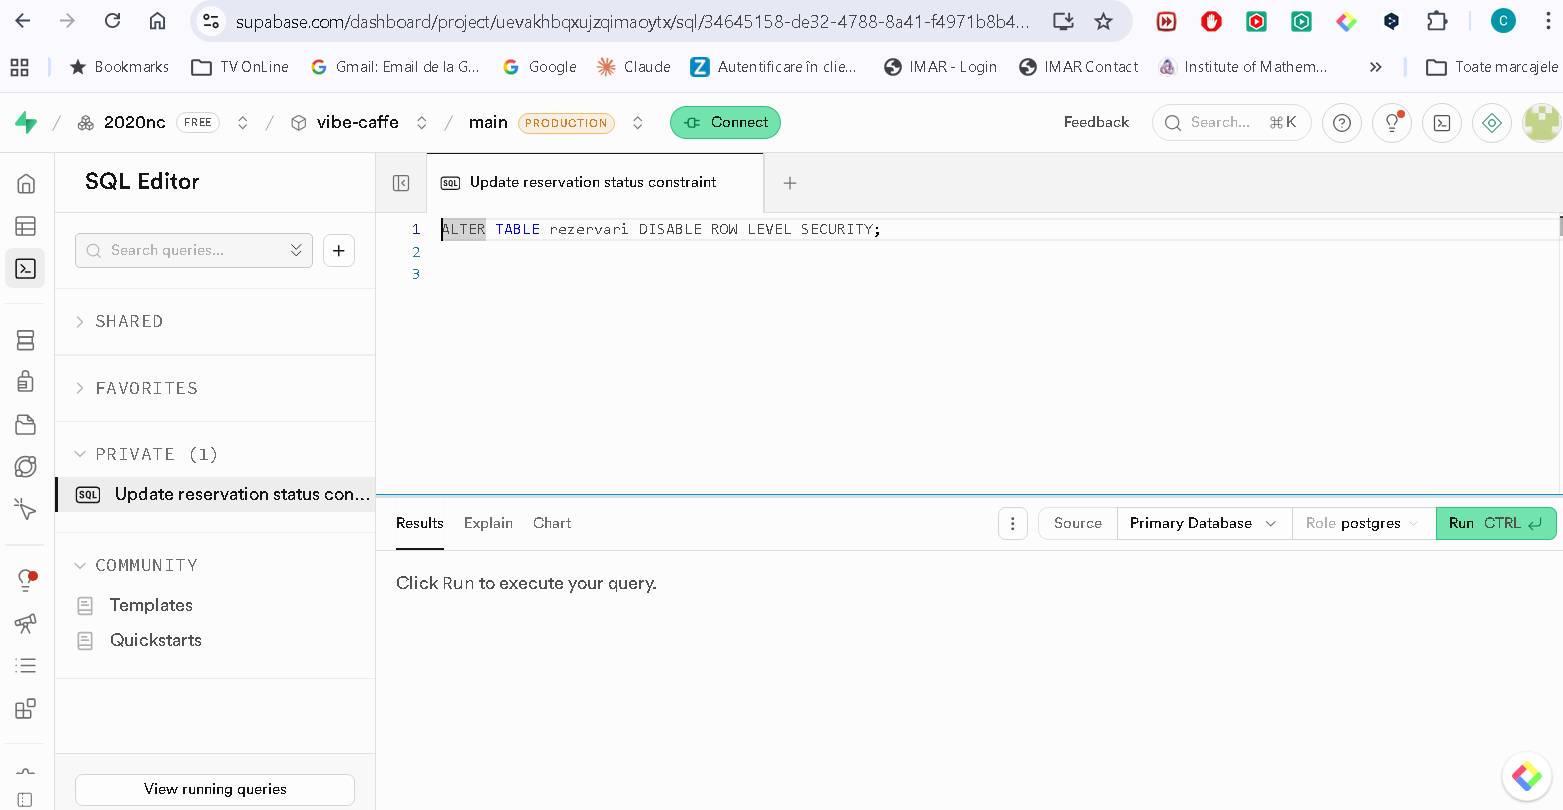 supabase.com/dashboard/project/uevakhbqxujzqimaoytx/sql/34645158-de32-4788-8a41-f4971b8b4...
C
Bookmarks TV OnLine Gmail: Email de la G... Google Claude Autentificare în clie... IMAR - Login IMAR Contact Institute of Mathem... » Toate marcajele
/ 2020nc FREE / vibe-caffe / main PRODUCTION Connect Feedback Search... ⌘K
SQL Editor
SQL Update reservation status constraint +
Search queries... +
1 ALTER TABLE rezervari DISABLE ROW LEVEL SECURITY;
2
3
SHARED
FAVORITES
PRIVATE (1)
SQL Update reservation status con...
COMMUNITY
Templates
Quickstarts
View running queries
Results Explain Chart Source Primary Database Role postgres Run CTRL ↵
Click Run to execute your query.